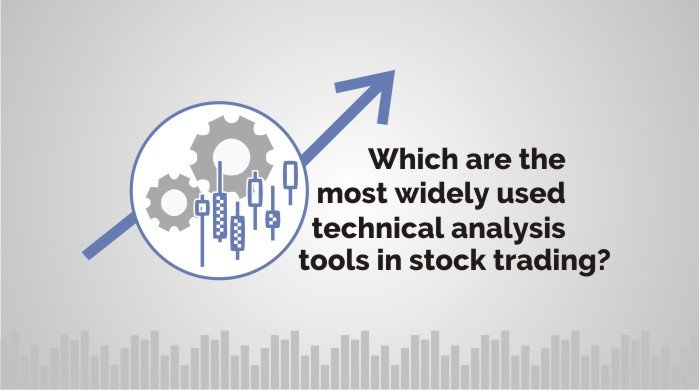 Which are the
most widely used
technical analysis
tools in stock trading?